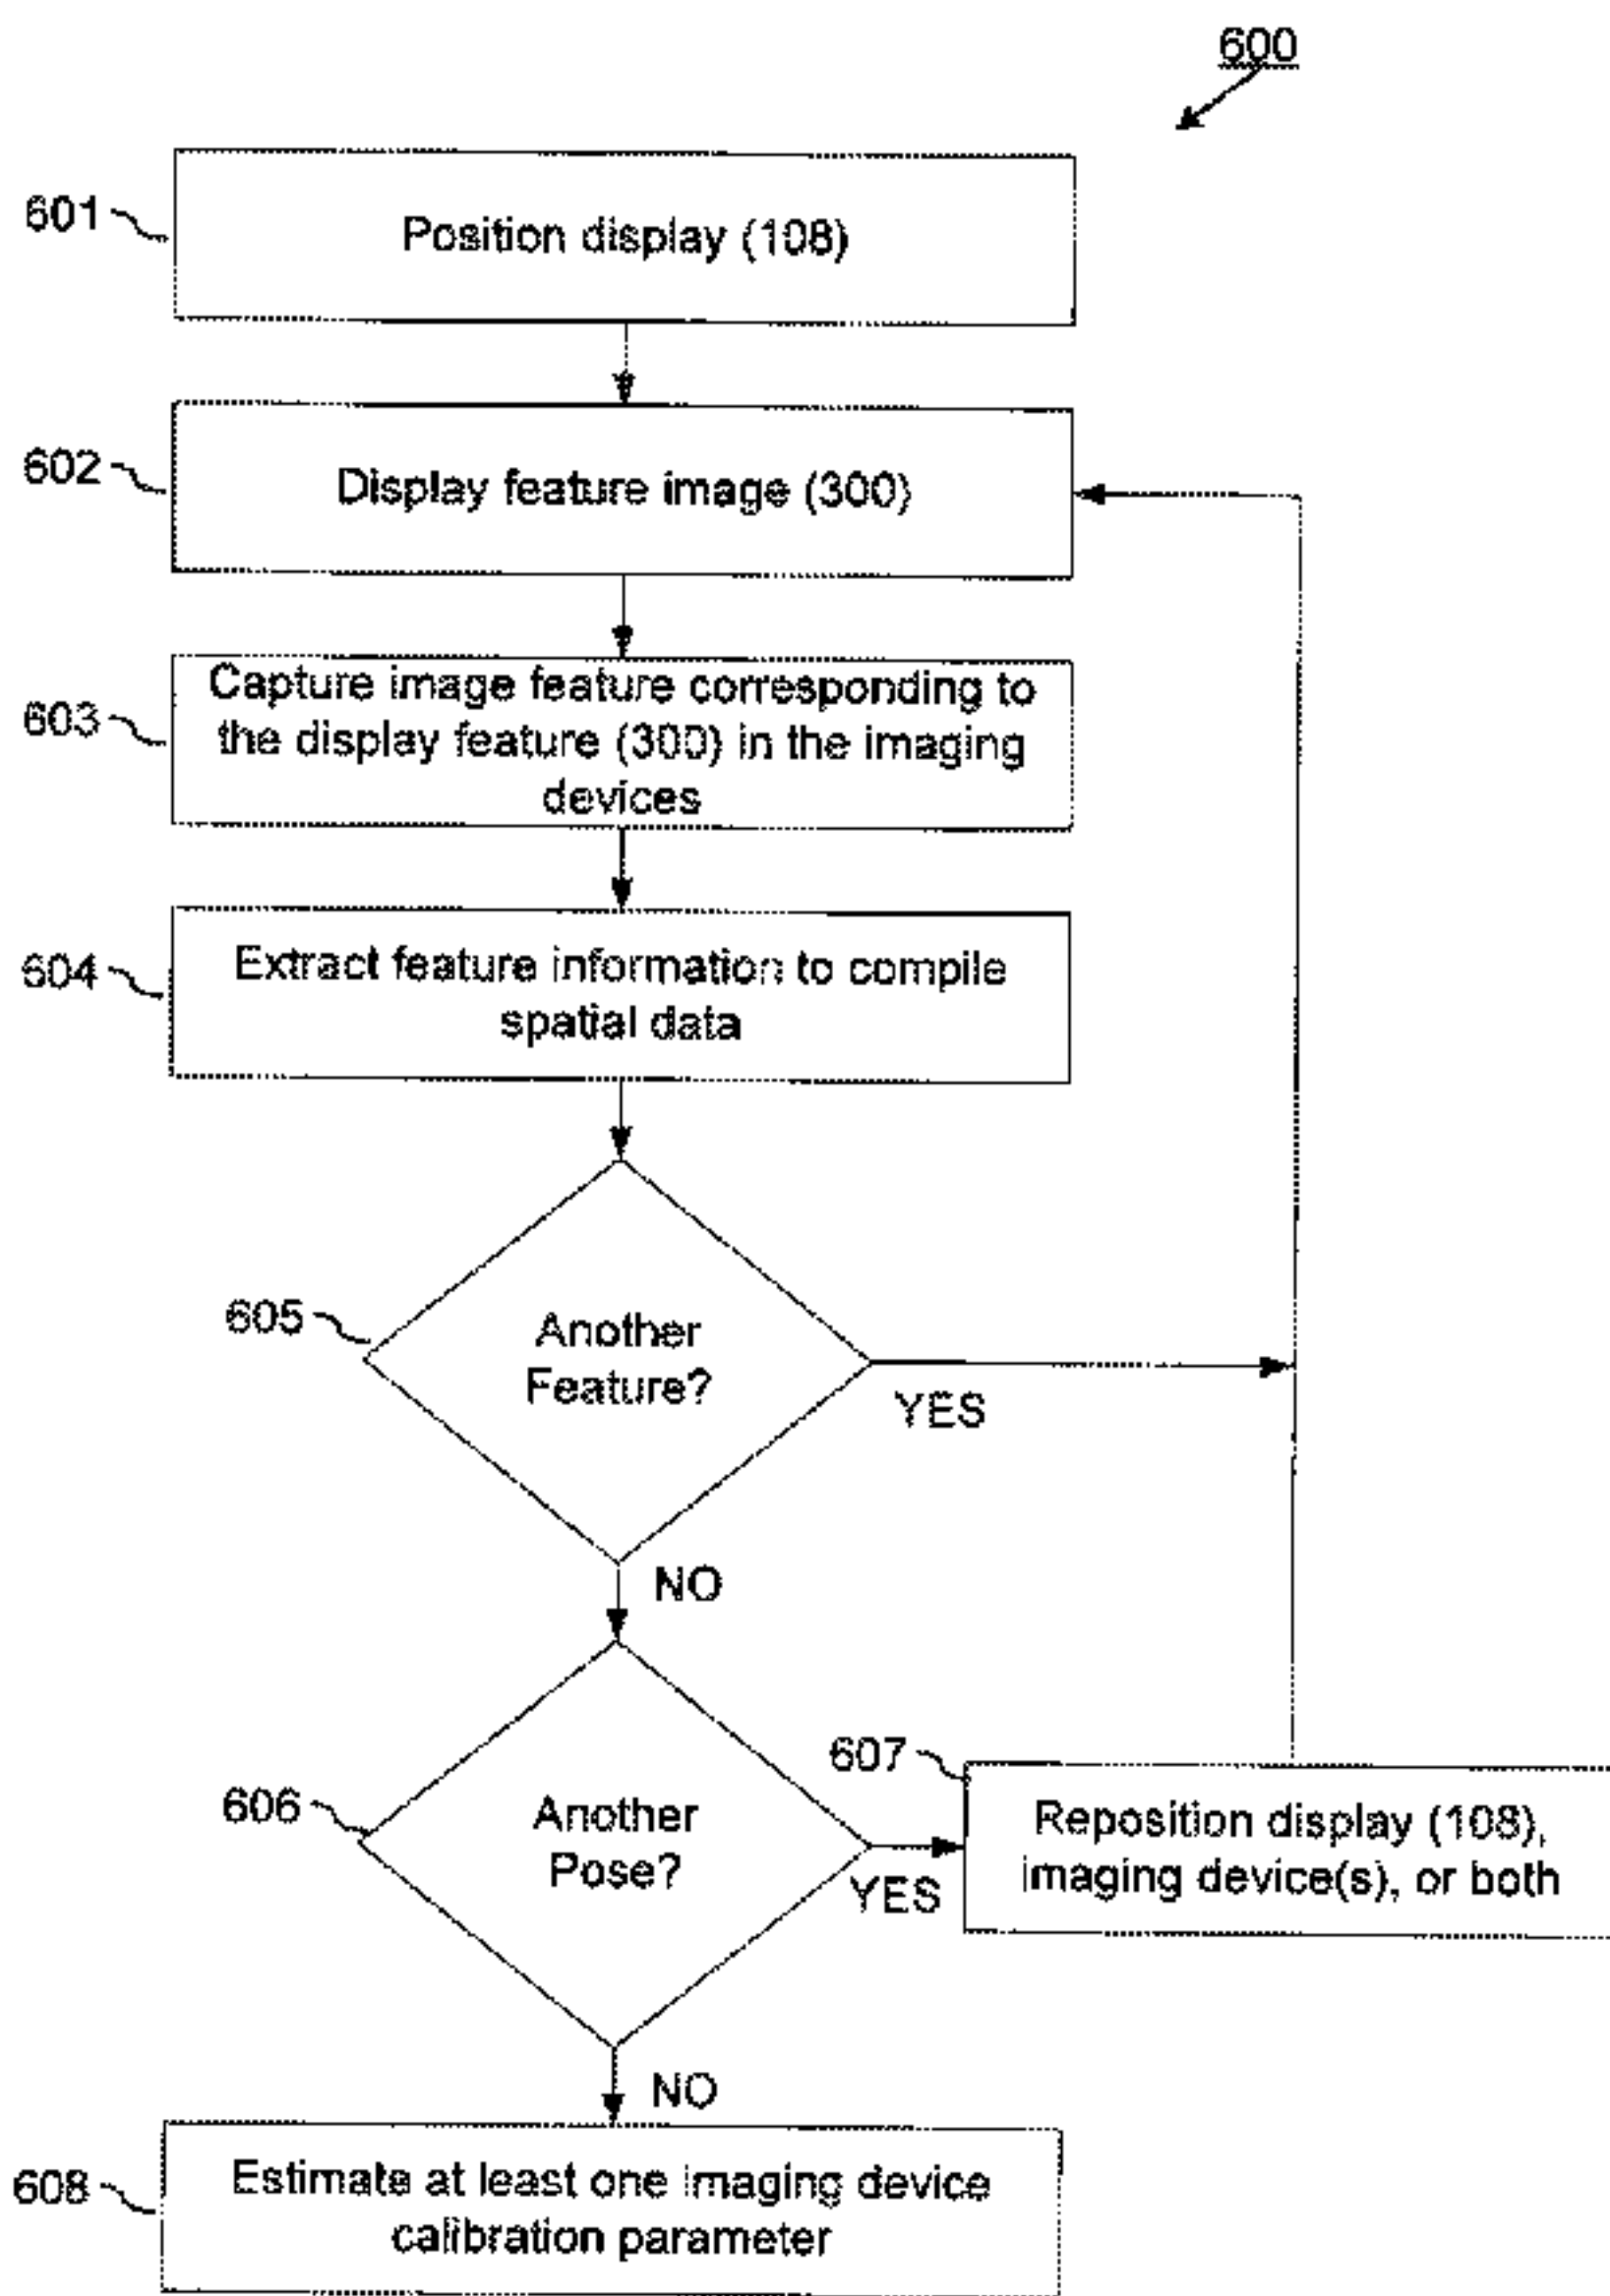 600
601
Position display (108)
602
Display feature image (300)
603
Capture image feature corresponding to
the display feature (300) in the imaging
devices
604
Extract feature information to compile
spatial data
605
Another
Feature?
YES
NO
606
Another
Pose?
YES
607
Reposition display (108),
imaging device(s), or both
NO
608
Estimate at least one imaging device
calibration parameter